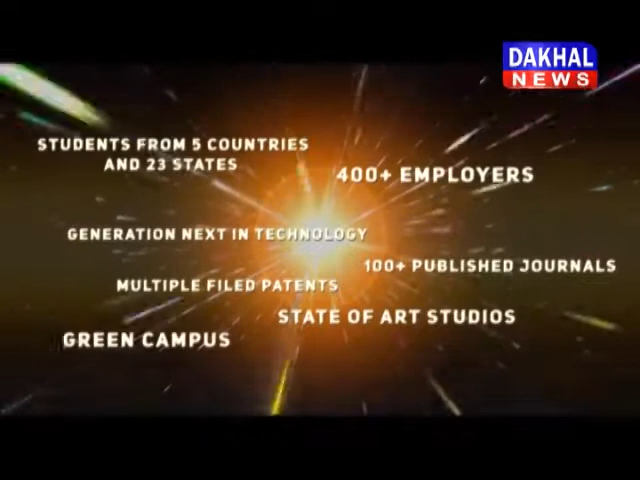 DAKHAL
NEWS
STUDENTS FROM 5 COUNTRIES
AND 23 STATES
400+ EMPLOYERS
GENERATION NEXT IN TECHNOLOGY
100+ PUBLISHED JOURNALS
MULTIPLE FILED PATENTS
STATE OF ART STUDIOS
GREEN CAMPUS